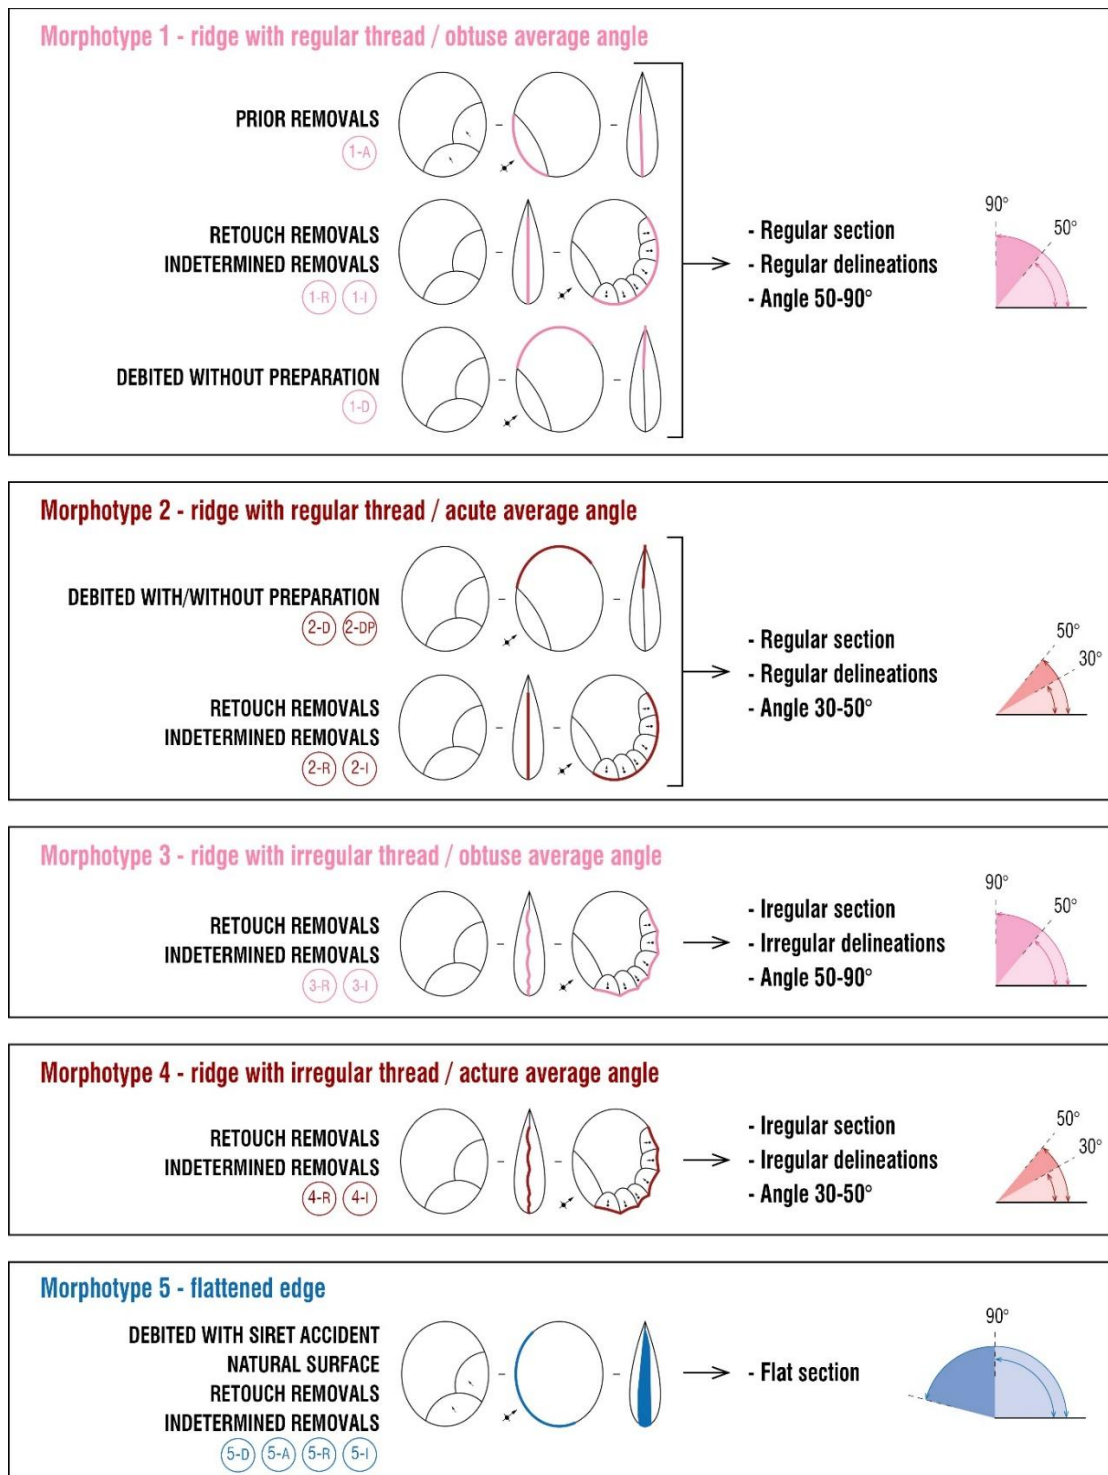 Morphotype 1 - ridge with regular thread / obtuse average angle
PRIOR REMOVALS
1-A
RETOUCH REMOVALS
INDETERMINED REMOVALS
1-R 1-I
DEBITED WITHOUT PREPARATION
1-D
- Regular section
- Regular delineations
- Angle 50-90°
90°
50°
Morphotype 2 - ridge with regular thread / acute average angle
DEBITED WITH/WITHOUT PREPARATION
2-D 2-DP
RETOUCH REMOVALS
INDETERMINED REMOVALS
2-R 2-I
- Regular section
- Regular delineations
- Angle 30-50°
50°
30°
Morphotype 3 - ridge with irregular thread / obtuse average angle
RETOUCH REMOVALS
INDETERMINED REMOVALS
3-R 3-I
- Iregular section
- Irregular delineations
- Angle 50-90°
90°
50°
Morphotype 4 - ridge with irregular thread / acture average angle
RETOUCH REMOVALS
INDETERMINED REMOVALS
4-R 4-I
- Iregular section
- Iregular delineations
- Angle 30-50°
50°
30°
Morphotype 5 - flattened edge
DEBITED WITH SIRET ACCIDENT
NATURAL SURFACE
RETOUCH REMOVALS
INDETERMINED REMOVALS
5-D 5-A 5-R 5-I
- Flat section
90°